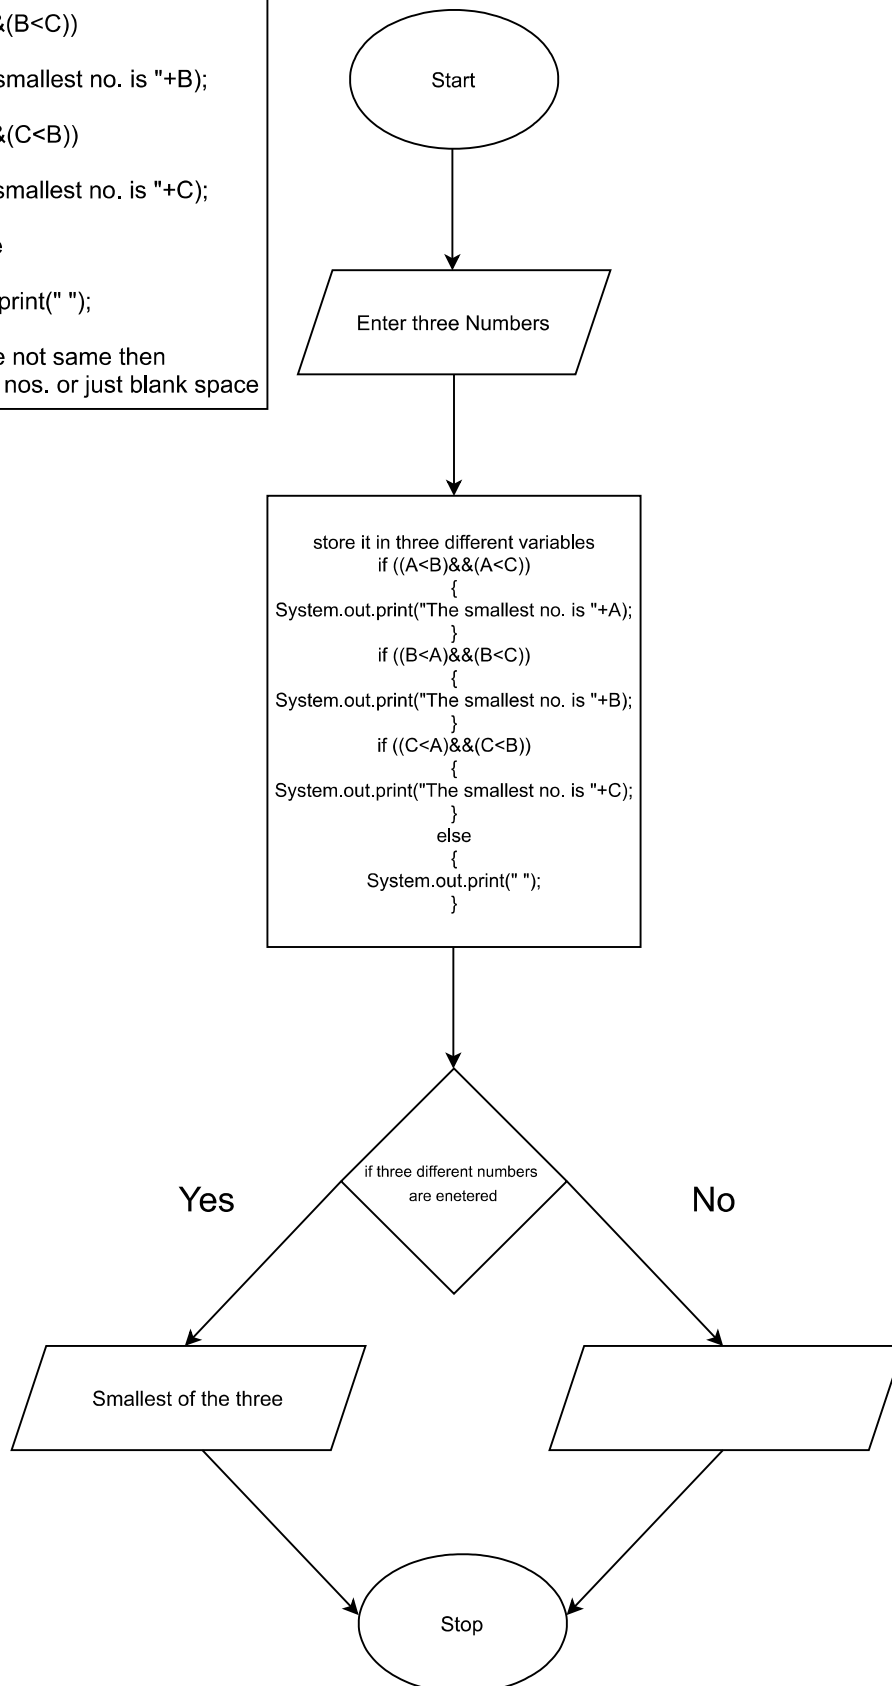 &(B<C))
smallest no. is "+B);
&(C<B))
smallest no. is "+C);
print(" ");
not same then
nos. or just blank space
Start
Enter three Numbers
store it in three different variables
if ((A<B)&&(A<C))
{
System.out.print("The smallest no. is "+A);
}
if ((B<A)&&(B<C))
{
System.out.print("The smallest no. is "+B);
}
if ((C<A)&&(C<B))
{
System.out.print("The smallest no. is "+C);
}
else
{
System.out.print(" ");
}
if three different numbers
are enetered
Yes
No
Smallest of the three
Stop